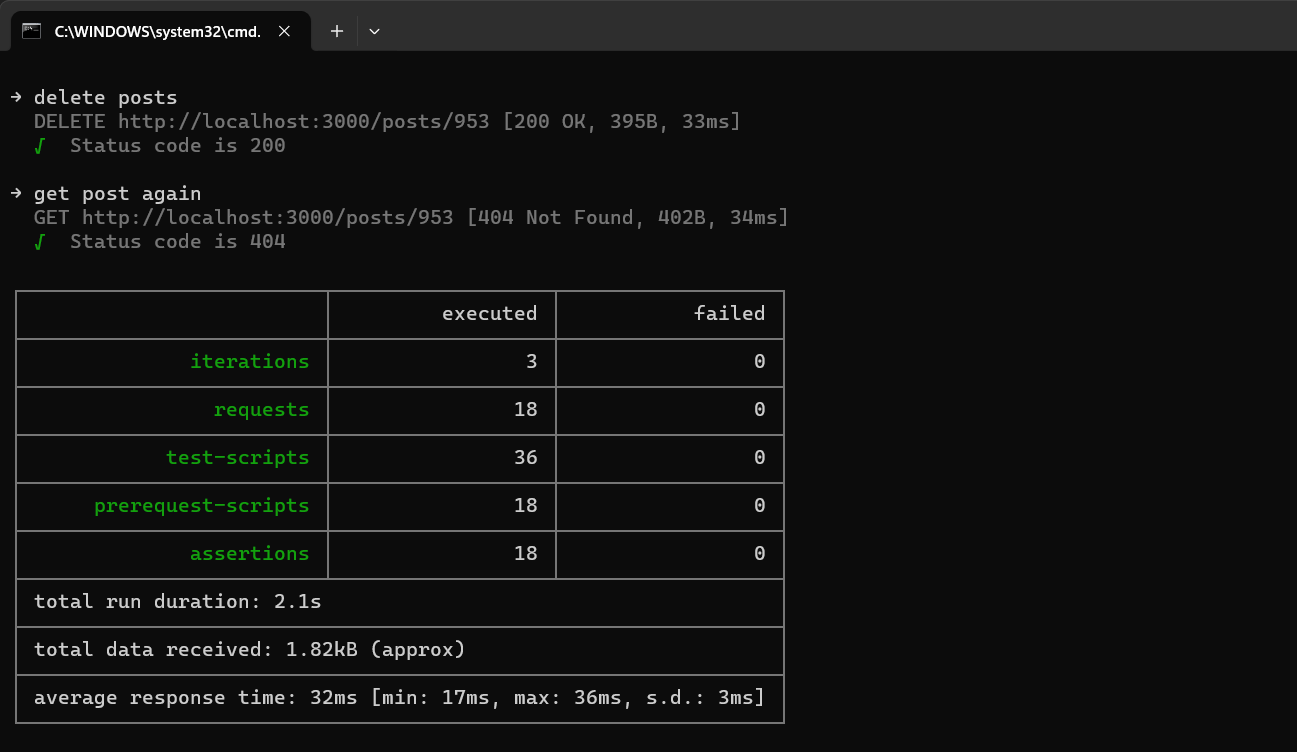 C:\WINDOWS\system32\cmd.
→ delete posts
DELETE http://localhost:3000/posts/953 [200 OK, 395B, 33ms]
√ Status code is 200
→ get post again
GET http://localhost:3000/posts/953 [404 Not Found, 402B, 34ms]
√ Status code is 404
executed failed
iterations 3 0
requests 18 0
test-scripts 36 0
prerequest-scripts 18 0
assertions 18 0
total run duration: 2.1s
total data received: 1.82kB (approx)
average response time: 32ms [min: 17ms, max: 36ms, s.d.: 3ms]